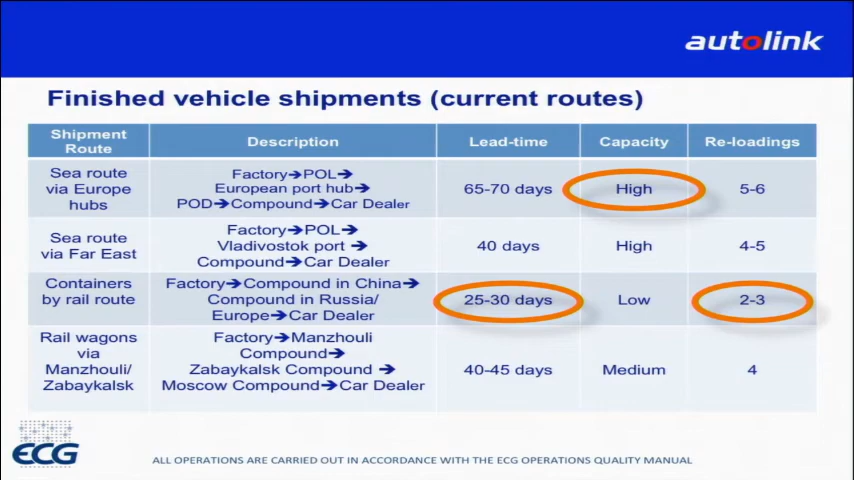 autolink
Finished vehicle shipments (current routes)
Shipment
Route
Description
Lead-time
Capacity
Re-loadings
Sea route
via Europe
hubs
Factory➔POL➔
European port hub➔
POD➔Compound➔Car Dealer
65-70 days
High
5-6
Sea route
via Far East
Factory➔POL➔
Vladivostok port ➔
Compound➔Car Dealer
40 days
High
4-5
Containers
by rail route
Factory➔Compound in China➔
Compound in Russia/
Europe➔Car Dealer
25-30 days
Low
2-3
Rail wagons
via
Manzhouli/
Zabaykalsk
Factory➔Manzhouli
Compound➔
Zabaykalsk Compound ➔
Moscow Compound➔Car Dealer
40-45 days
Medium
4
ECG
ALL OPERATIONS ARE CARRIED OUT IN ACCORDANCE WITH THE ECG OPERATIONS QUALITY MANUAL